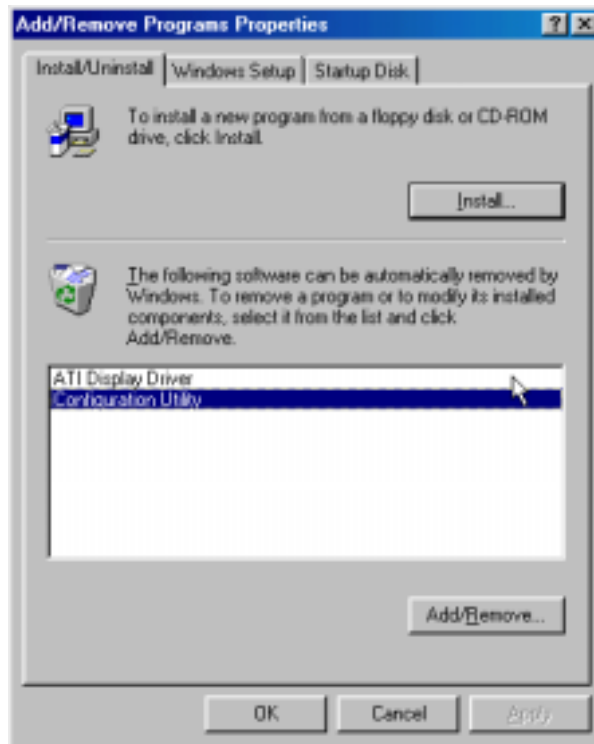 Add/Remove Programs Properties
Install/Uninstall Windows Setup Startup Disk
To install a new program from a floppy disk or CD-ROM
drive, click Install.
Install...
The following software can be automatically removed by
Windows. To remove a program or to modify its installed
components, select it from the list and click
Add/Remove.
ATI Display Driver
Configuration Utility
Add/Remove...
OK Cancel Apply